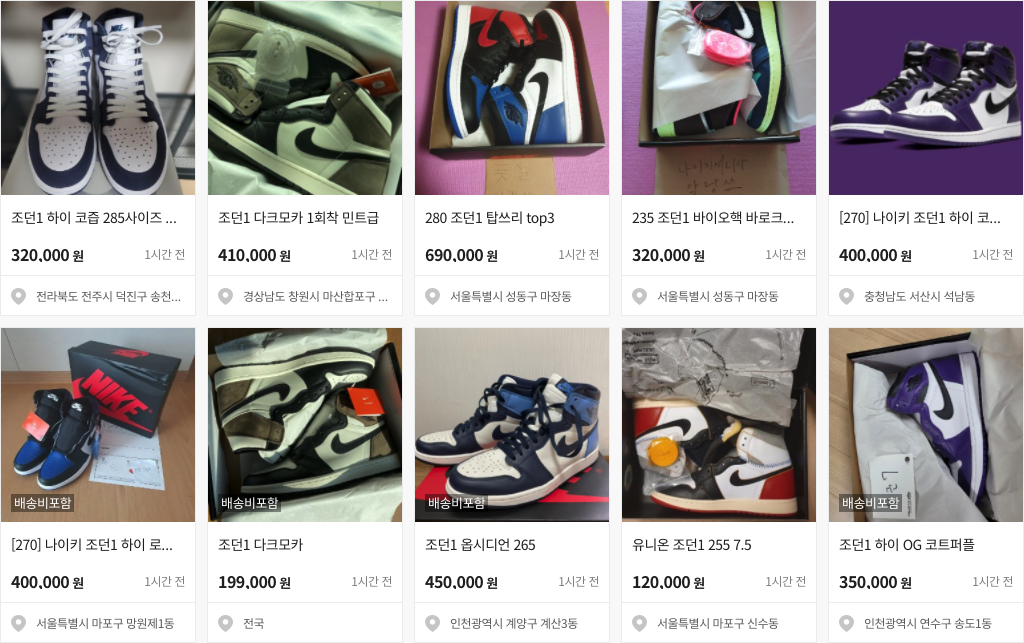 조던1 하이 코즙 285사이즈 ...
320,000 원
1시간 전
전라북도 전주시 덕진구 송천...
조던1 다크모카 1회착 민트급
410,000 원
1시간 전
경상남도 창원시 마산합포구 ...
280 조던1 탑쓰리 top3
690,000 원
1시간 전
서울특별시 성동구 마장동
235 조던1 바이오핵 바로크...
320,000 원
1시간 전
서울특별시 성동구 마장동
[270] 나이키 조던1 하이 코...
400,000 원
1시간 전
충청남도 서산시 석남동
NIKE
배송비포함
[270] 나이키 조던1 하이 로...
400,000 원
1시간 전
서울특별시 마포구 망원제1동
배송비포함
조던1 다크모카
199,000 원
1시간 전
전국
배송비포함
조던1 옵시디언 265
450,000 원
1시간 전
인천광역시 계양구 계산3동
유니온 조던1 255 7.5
120,000 원
1시간 전
서울특별시 마포구 신수동
배송비포함
조던1 하이 OG 코트퍼플
350,000 원
1시간 전
인천광역시 연수구 송도1동